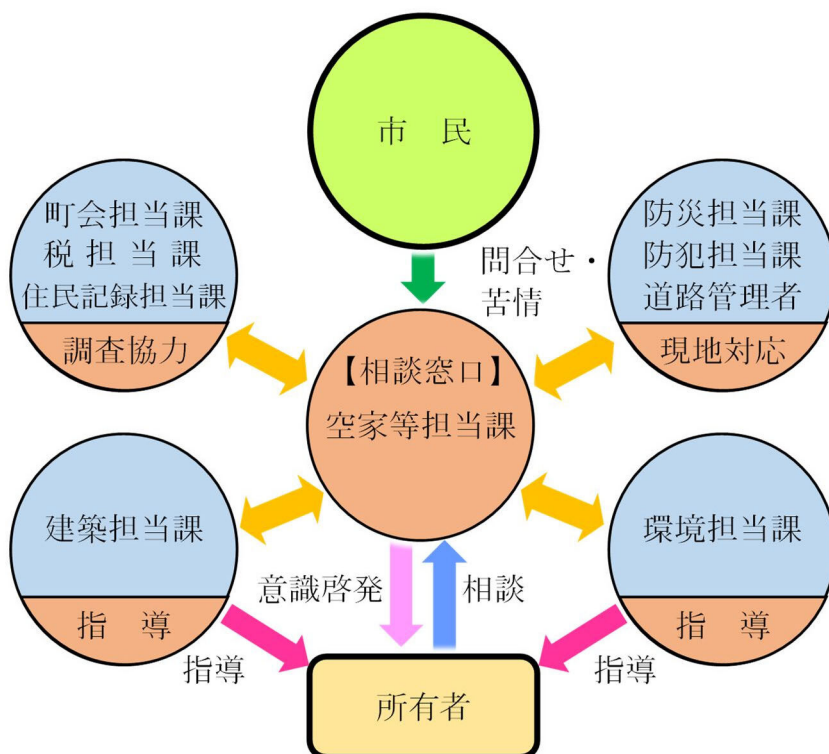 市　民
町会担当課
税 担 当 課
住民記録担当課
調査協力
問合せ・
苦情
防災担当課
防犯担当課
道路管理者
現地対応
【相談窓口】
空家等担当課
建築担当課
指　導
指導
意識啓発
相談
環境担当課
指　導
指導
所有者